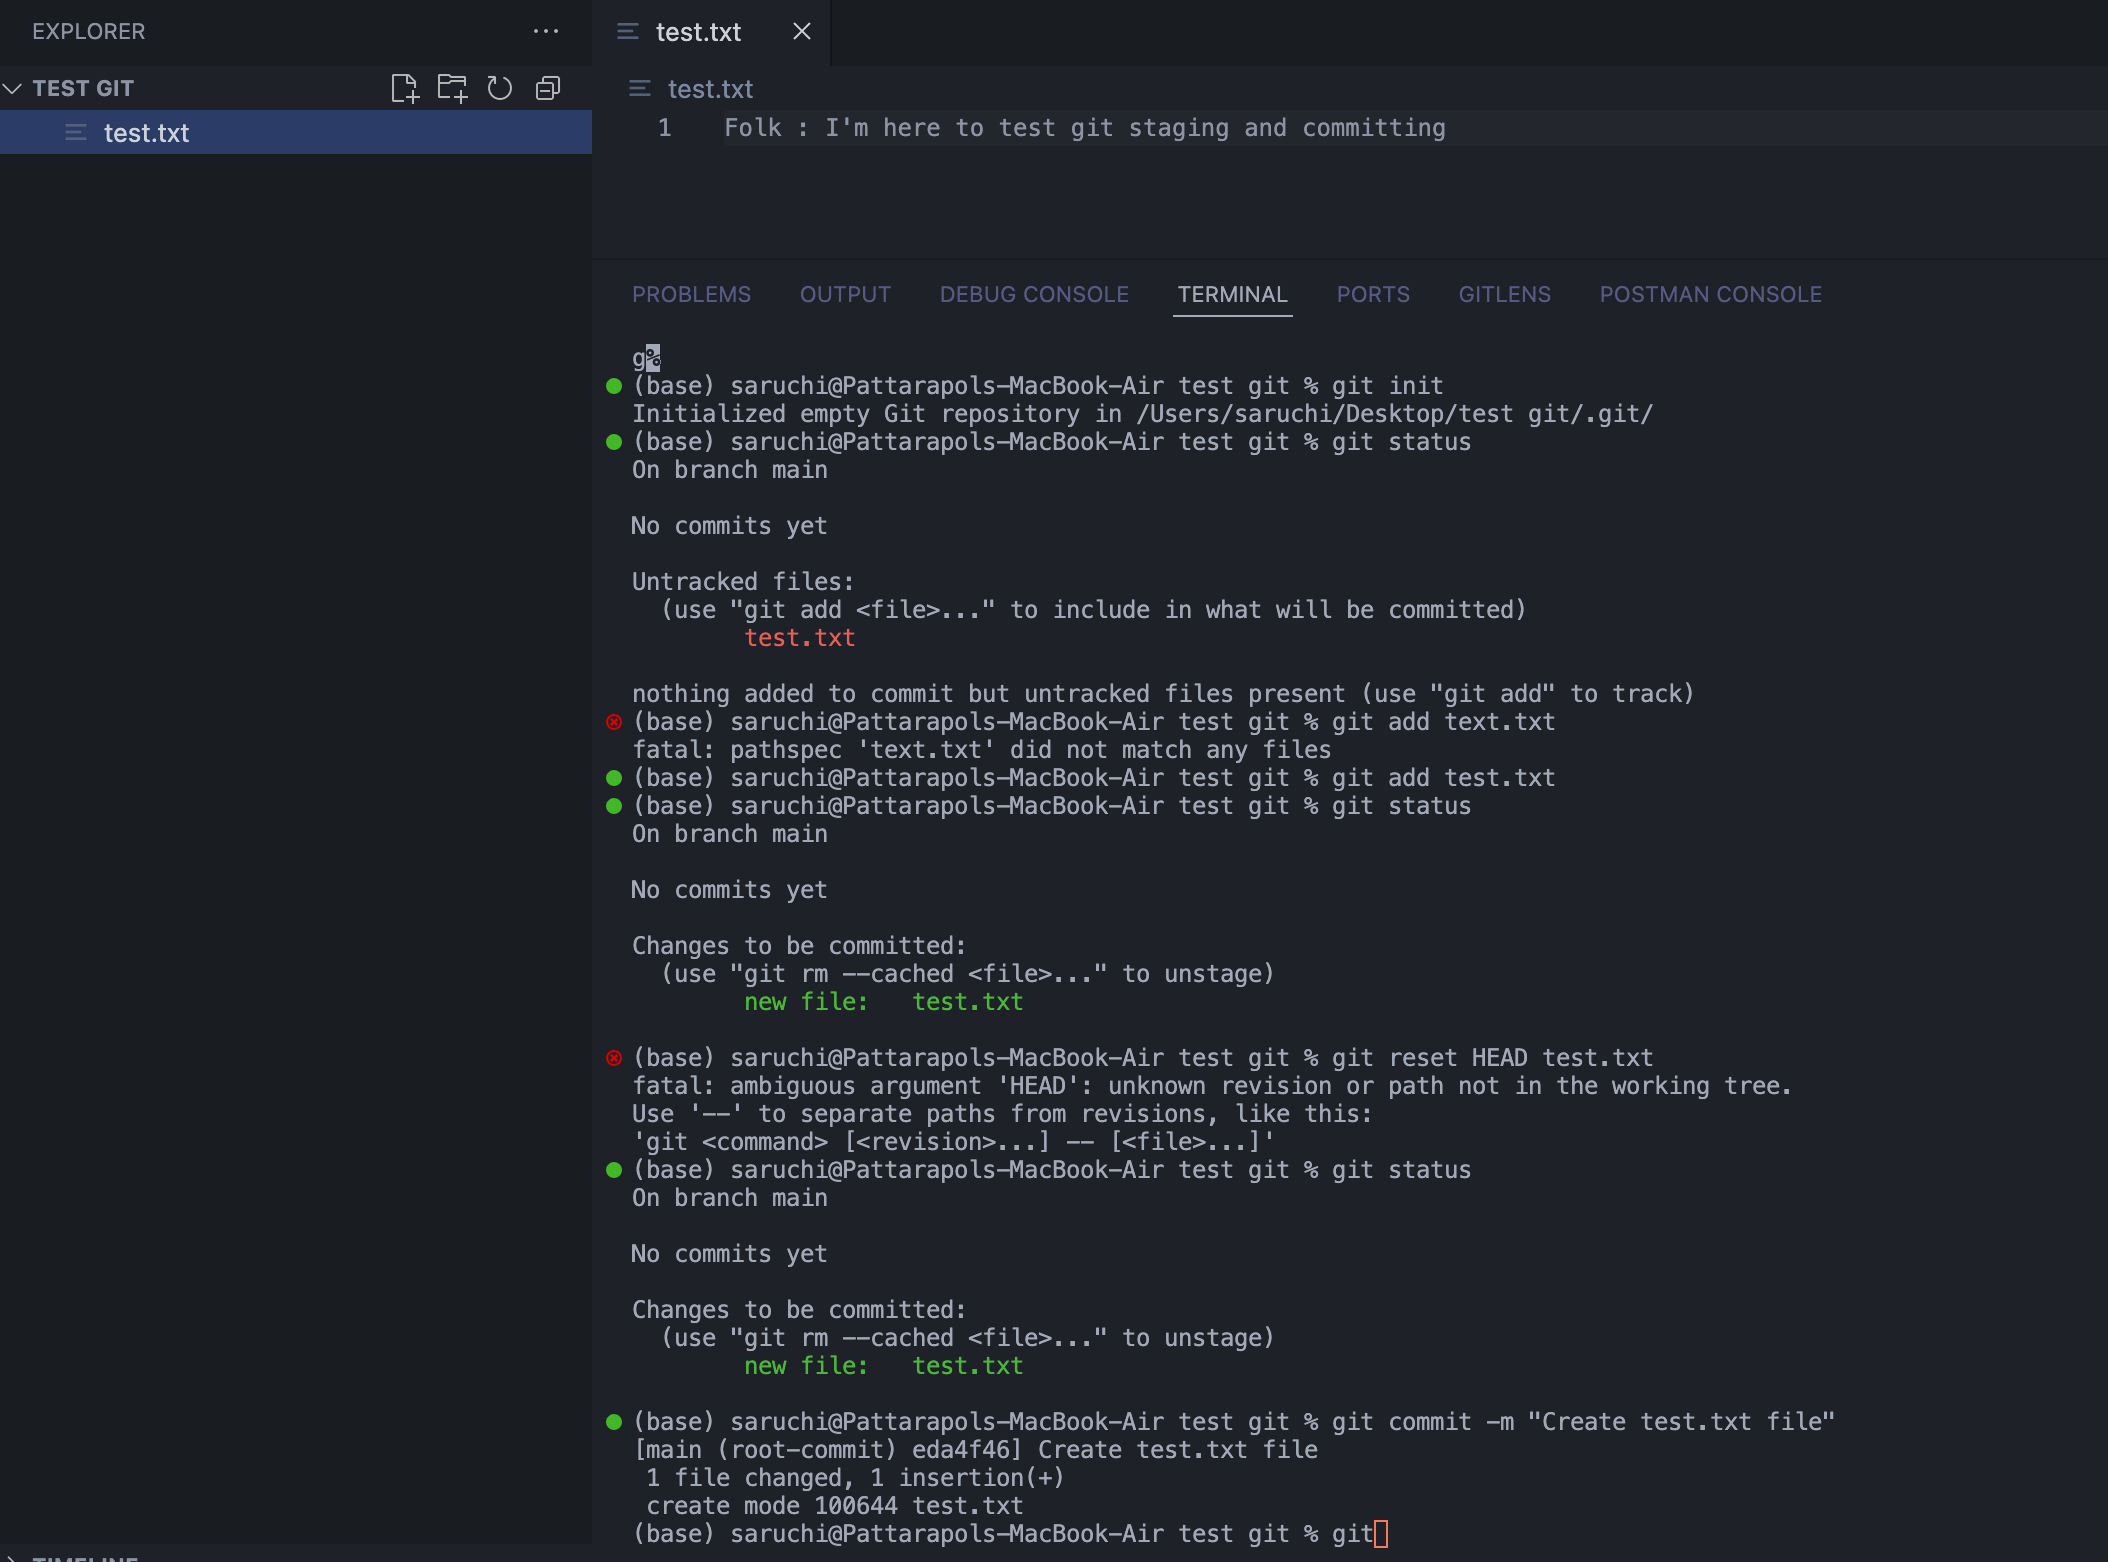 EXPLORER
TEST GIT
test.txt
test.txt
test.txt
1 Folk : I'm here to test git staging and committing
PROBLEMS OUTPUT DEBUG CONSOLE TERMINAL PORTS GITLENS POSTMAN CONSOLE
g%
(base) saruchi@Pattarapols-MacBook-Air test git % git init
Initialized empty Git repository in /Users/saruchi/Desktop/test git/.git/
(base) saruchi@Pattarapols-MacBook-Air test git % git status
On branch main
No commits yet
Untracked files:
(use "git add <file>..." to include in what will be committed)
test.txt
nothing added to commit but untracked files present (use "git add" to track)
(base) saruchi@Pattarapols-MacBook-Air test git % git add text.txt
fatal: pathspec 'text.txt' did not match any files
(base) saruchi@Pattarapols-MacBook-Air test git % git add test.txt
(base) saruchi@Pattarapols-MacBook-Air test git % git status
On branch main
No commits yet
Changes to be committed:
(use "git rm --cached <file>..." to unstage)
new file:   test.txt
(base) saruchi@Pattarapols-MacBook-Air test git % git reset HEAD test.txt
fatal: ambiguous argument 'HEAD': unknown revision or path not in the working tree.
Use '--' to separate paths from revisions, like this:
'git <command> [<revision>...] -- [<file>...]'
(base) saruchi@Pattarapols-MacBook-Air test git % git status
On branch main
No commits yet
Changes to be committed:
(use "git rm --cached <file>..." to unstage)
new file:   test.txt
(base) saruchi@Pattarapols-MacBook-Air test git % git commit -m "Create test.txt file"
[main (root-commit) eda4f46] Create test.txt file
1 file changed, 1 insertion(+)
create mode 100644 test.txt
(base) saruchi@Pattarapols-MacBook-Air test git % git
TIMELINE